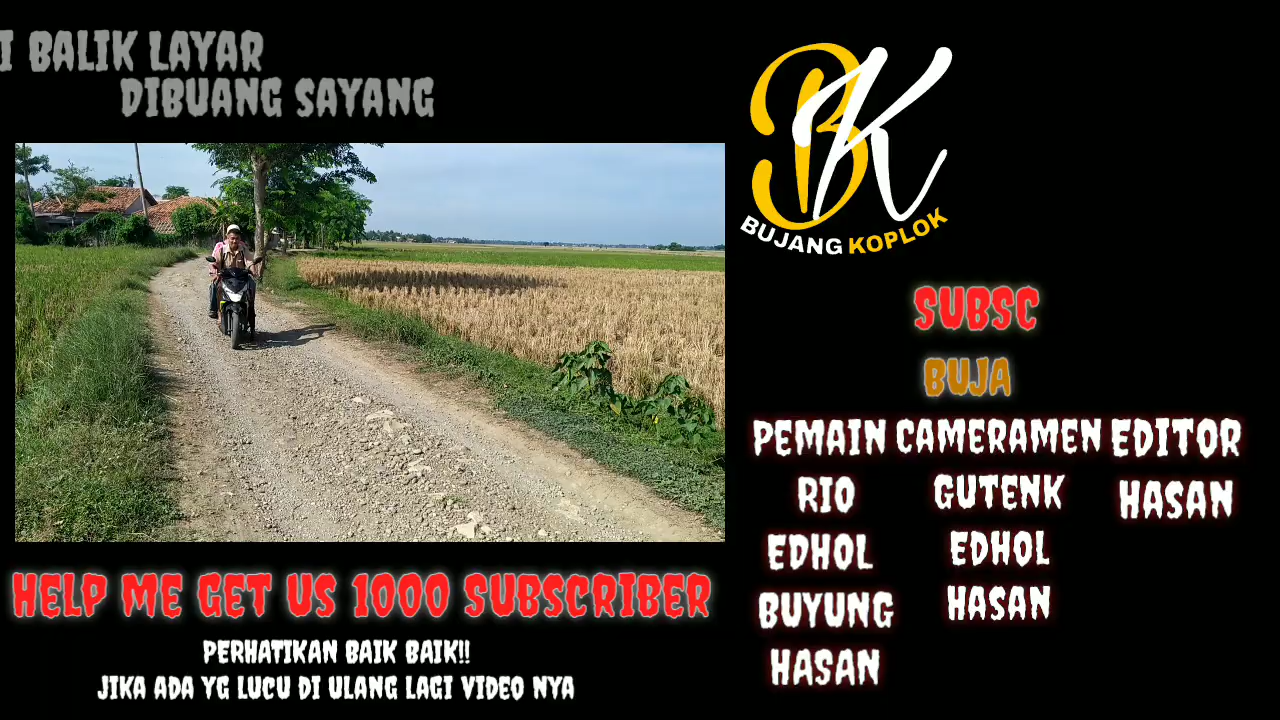 I BALIK LAYAR
DIBUANG SAYANG
BK
BUJANG KOPLOK
SUBSC
BUJA
PEMAIN CAMERAMEN EDITOR
RIO GUTENK HASAN
EDHOL EDHOL
BUYUNG HASAN
HASAN
HELP ME GET US 1000 SUBSCRIBER
PERHATIKAN BAIK BAIK!!
JIKA ADA YG LUCU DI ULANG LAGI VIDEO NYA